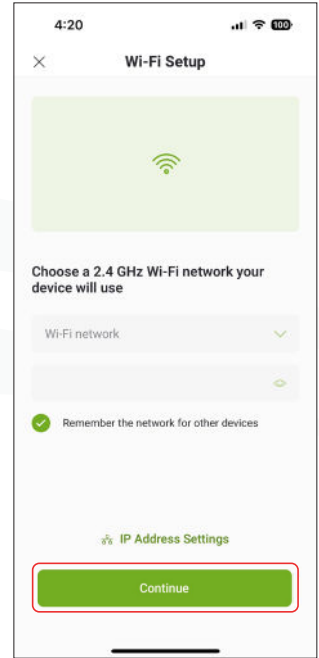 4:20
100
Wi-Fi Setup
Choose a 2.4 GHz Wi-Fi network your
device will use
Wi-Fi network
Remember the network for other devices
IP Address Settings
Continue